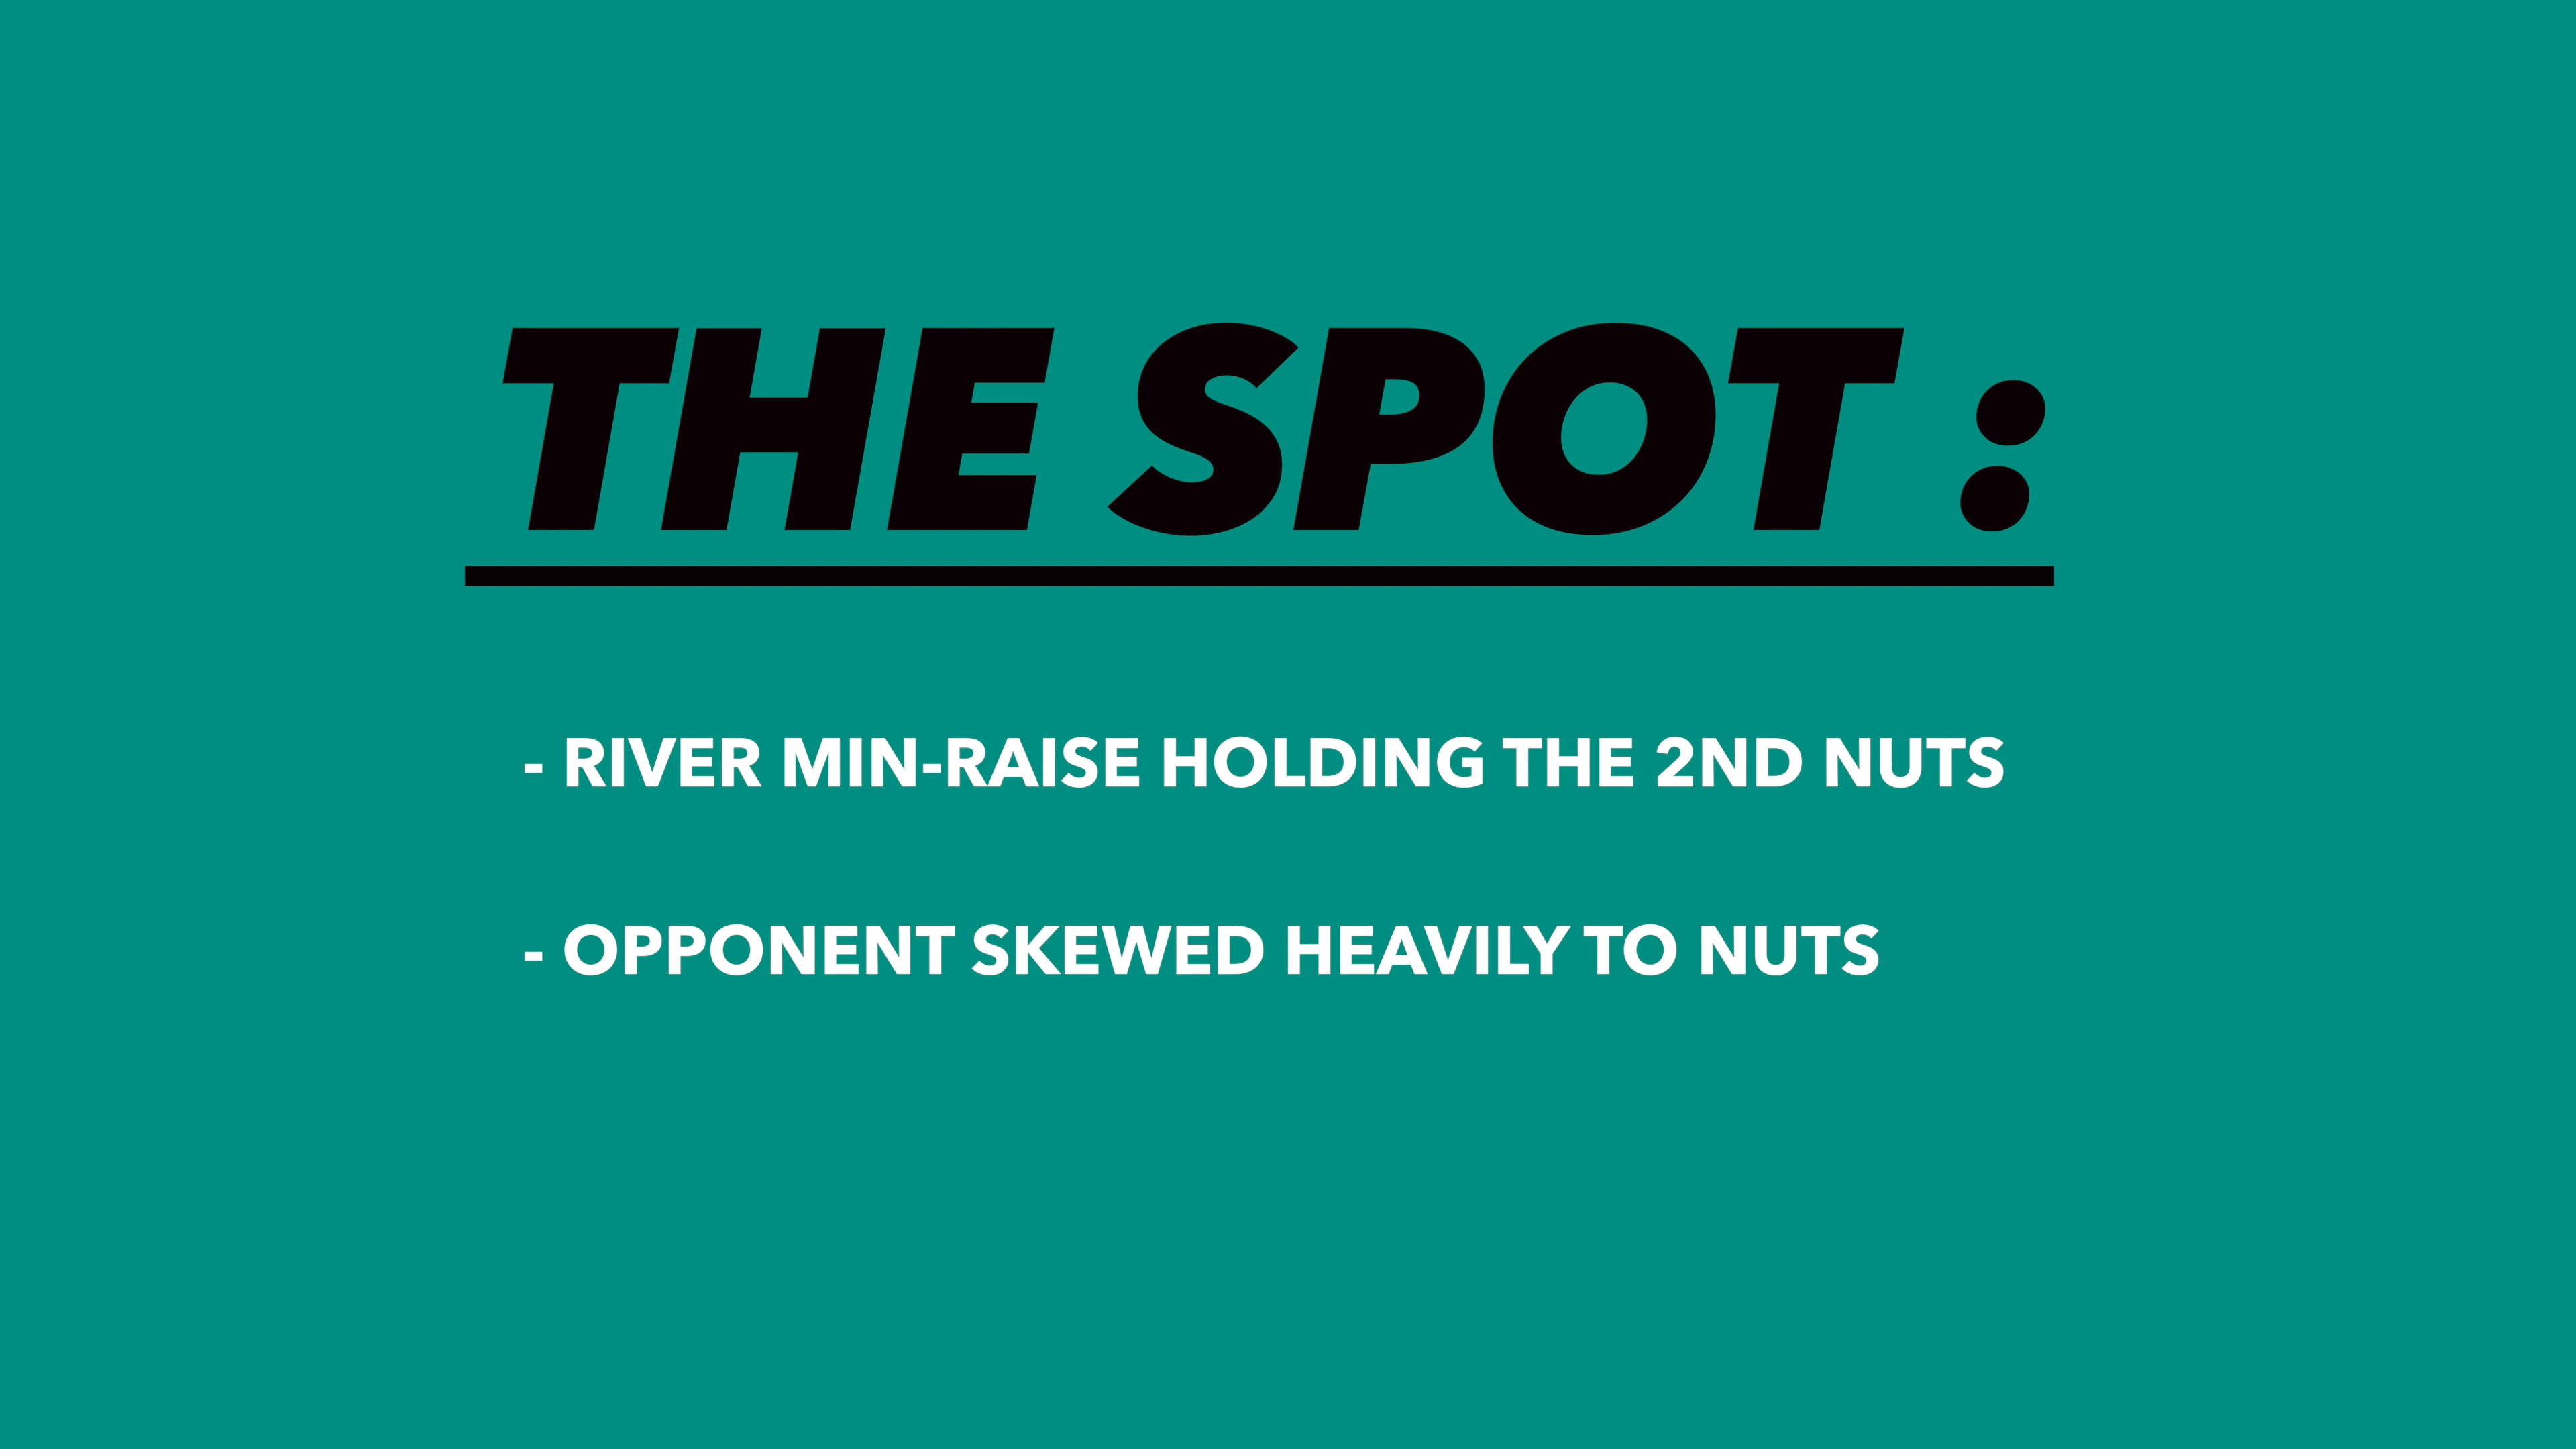 THE SPOT :
- RIVER MIN-RAISE HOLDING THE 2ND NUTS
- OPPONENT SKEWED HEAVILY TO NUTS